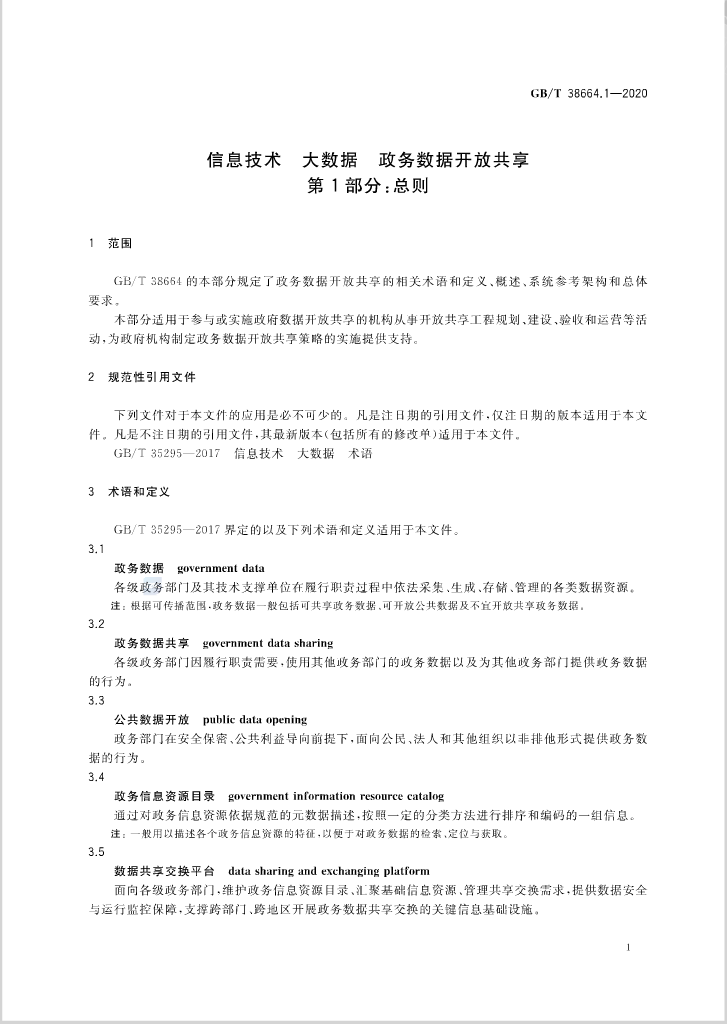 GB/T 38664.1—2020
信息技术　大数据　政务数据开放共享
第 1 部分:总则
1　范围
GB/T 38664 的本部分规定了政务数据开放共享的相关术语和定义、概述、系统参考架构和总体
要求。
本部分适用于参与或实施政府数据开放共享的机构从事开放共享工程规划、建设、验收和运营等活
动,为政府机构制定政务数据开放共享策略的实施提供支持。
2　规范性引用文件
下列文件对于本文件的应用是必不可少的。凡是注日期的引用文件,仅注日期的版本适用于本文
件。凡是不注日期的引用文件,其最新版本(包括所有的修改单)适用于本文件。
GB/T 35295—2017　信息技术　大数据　术语
3　术语和定义
GB/T 35295—2017 界定的以及下列术语和定义适用于本文件。
3.1
政务数据　government data
各级政务部门及其技术支撑单位在履行职责过程中依法采集、生成、存储、管理的各类数据资源。
注:根据可传播范围,政务数据一般包括可共享政务数据、可开放公共数据及不宜开放共享政务数据。
3.2
政务数据共享　government data sharing
各级政务部门因履行职责需要,使用其他政务部门的政务数据以及为其他政务部门提供政务数据
的行为。
3.3
公共数据开放　public data opening
政务部门在安全保密、公共利益导向前提下,面向公民、法人和其他组织以非排他形式提供政务数
据的行为。
3.4
政务信息资源目录　government information resource catalog
通过对政务信息资源依据规范的元数据描述,按照一定的分类方法进行排序和编码的一组信息。
注:一般用以描述各个政务信息资源的特征,以便于对政务数据的检索、定位与获取。
3.5
数据共享交换平台　data sharing and exchanging platform
面向各级政务部门,维护政务信息资源目录、汇聚基础信息资源、管理共享交换需求,提供数据安全
与运行监控保障,支撑跨部门、跨地区开展政务数据共享交换的关键信息基础设施。
1